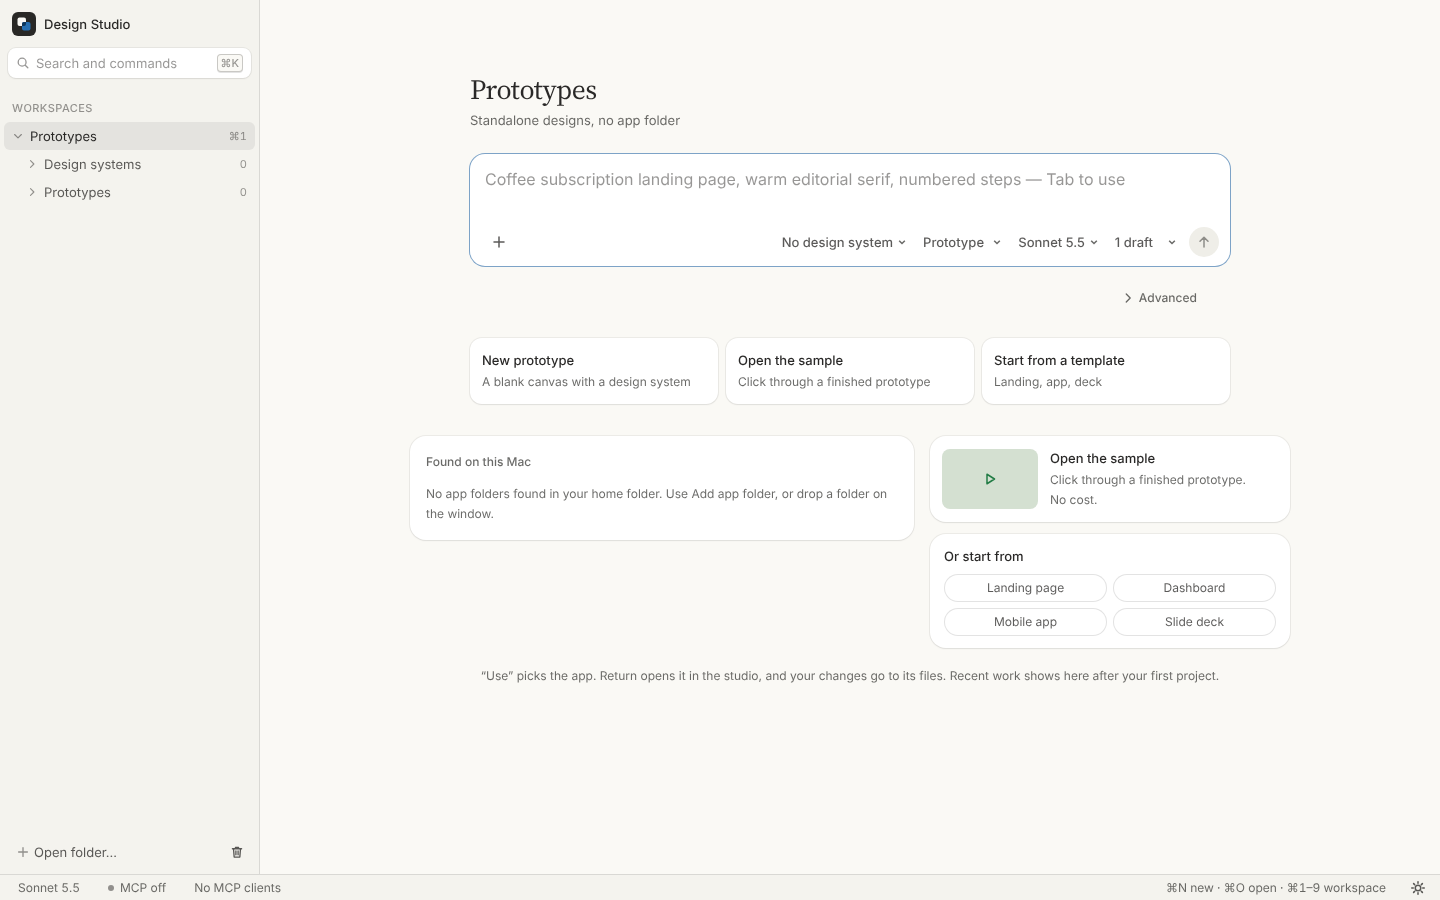 Design Studio
Search and commands ⌘K
WORKSPACES
Prototypes ⌘1
Design systems 0
Prototypes 0
Open folder...
Prototypes
Standalone designs, no app folder
Coffee subscription landing page, warm editorial serif, numbered steps — Tab to use
No design system Prototype Sonnet 5.5 1 draft
Advanced
New prototype
A blank canvas with a design system
Open the sample
Click through a finished prototype
Start from a template
Landing, app, deck
Found on this Mac
No app folders found in your home folder. Use Add app folder, or drop a folder on
the window.
Open the sample
Click through a finished prototype.
No cost.
Or start from
Landing page Dashboard
Mobile app Slide deck
“Use” picks the app. Return opens it in the studio, and your changes go to its files. Recent work shows here after your first project.
Sonnet 5.5 MCP off No MCP clients ⌘N new · ⌘O open · ⌘1–9 workspace